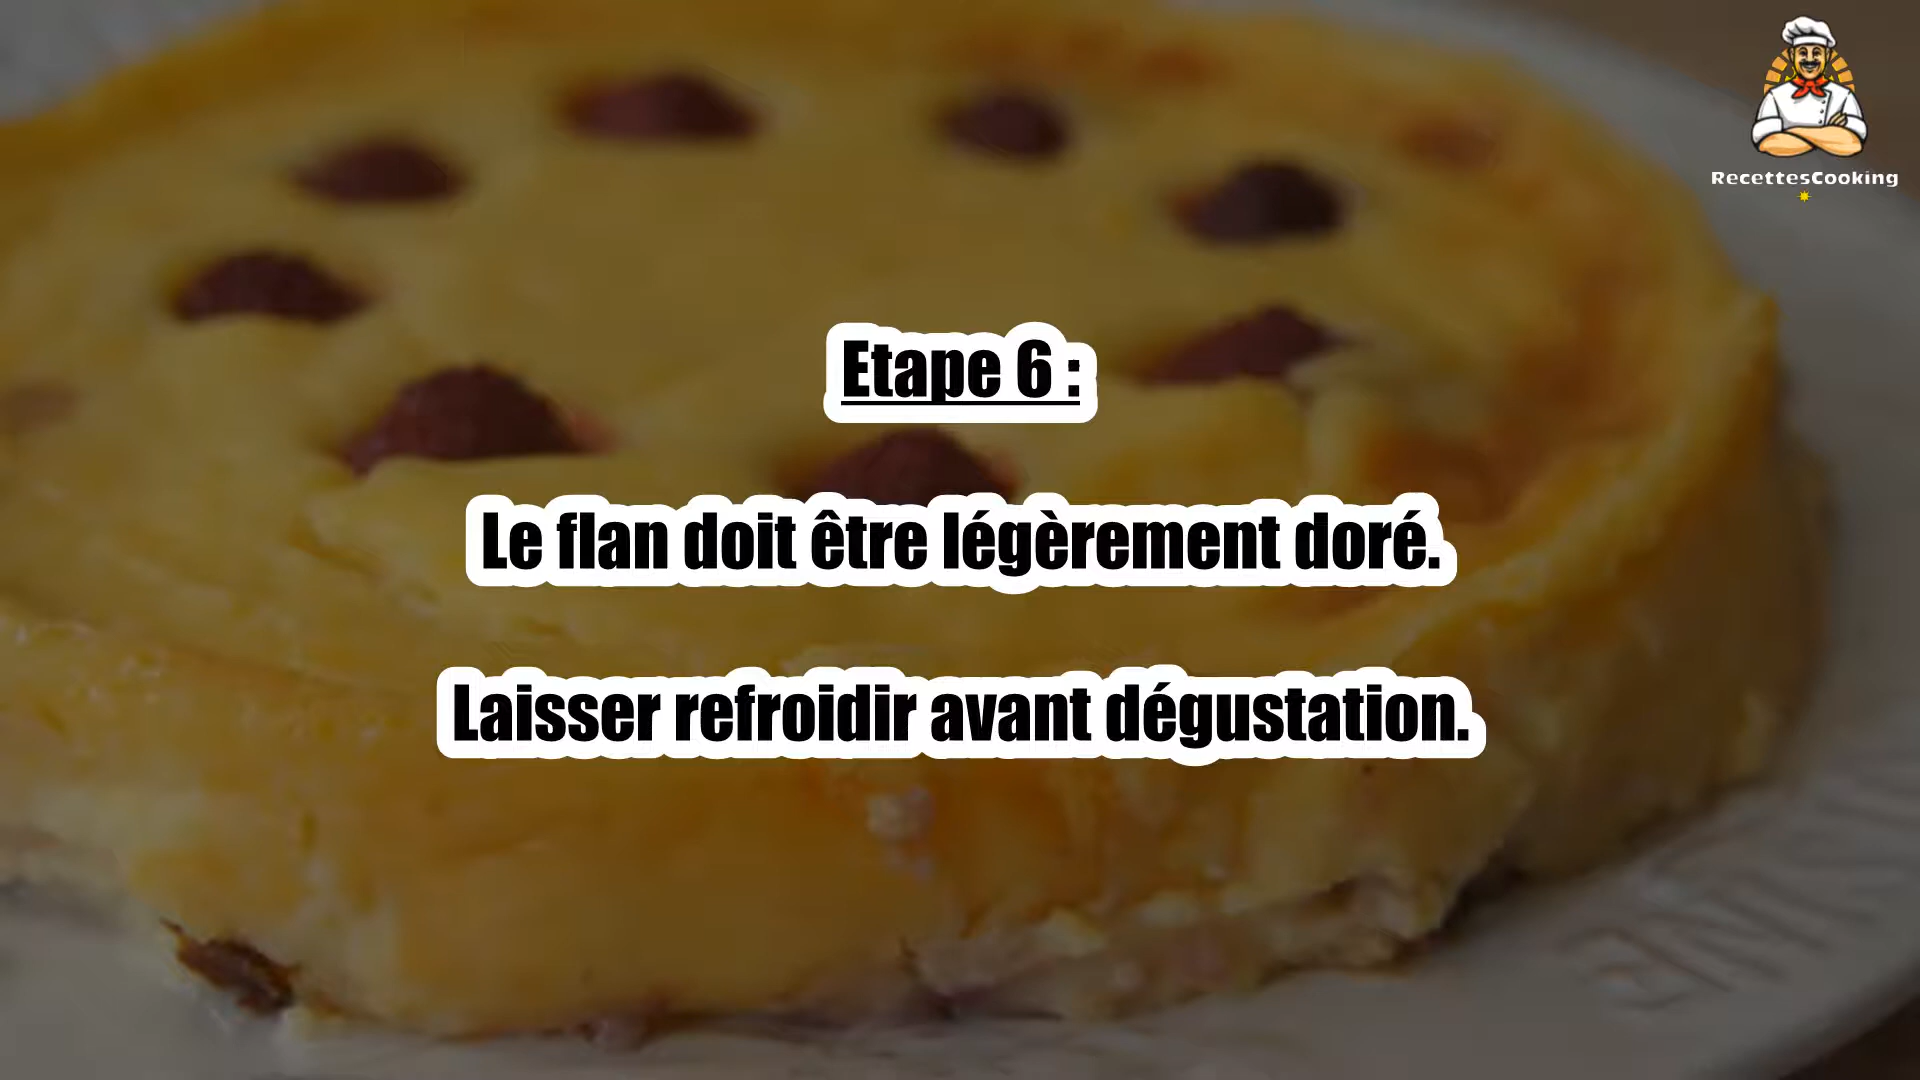 RecettesCooking
Etape 6 :
Le flan doit être légèrement doré.
Laisser refroidir avant dégustation.